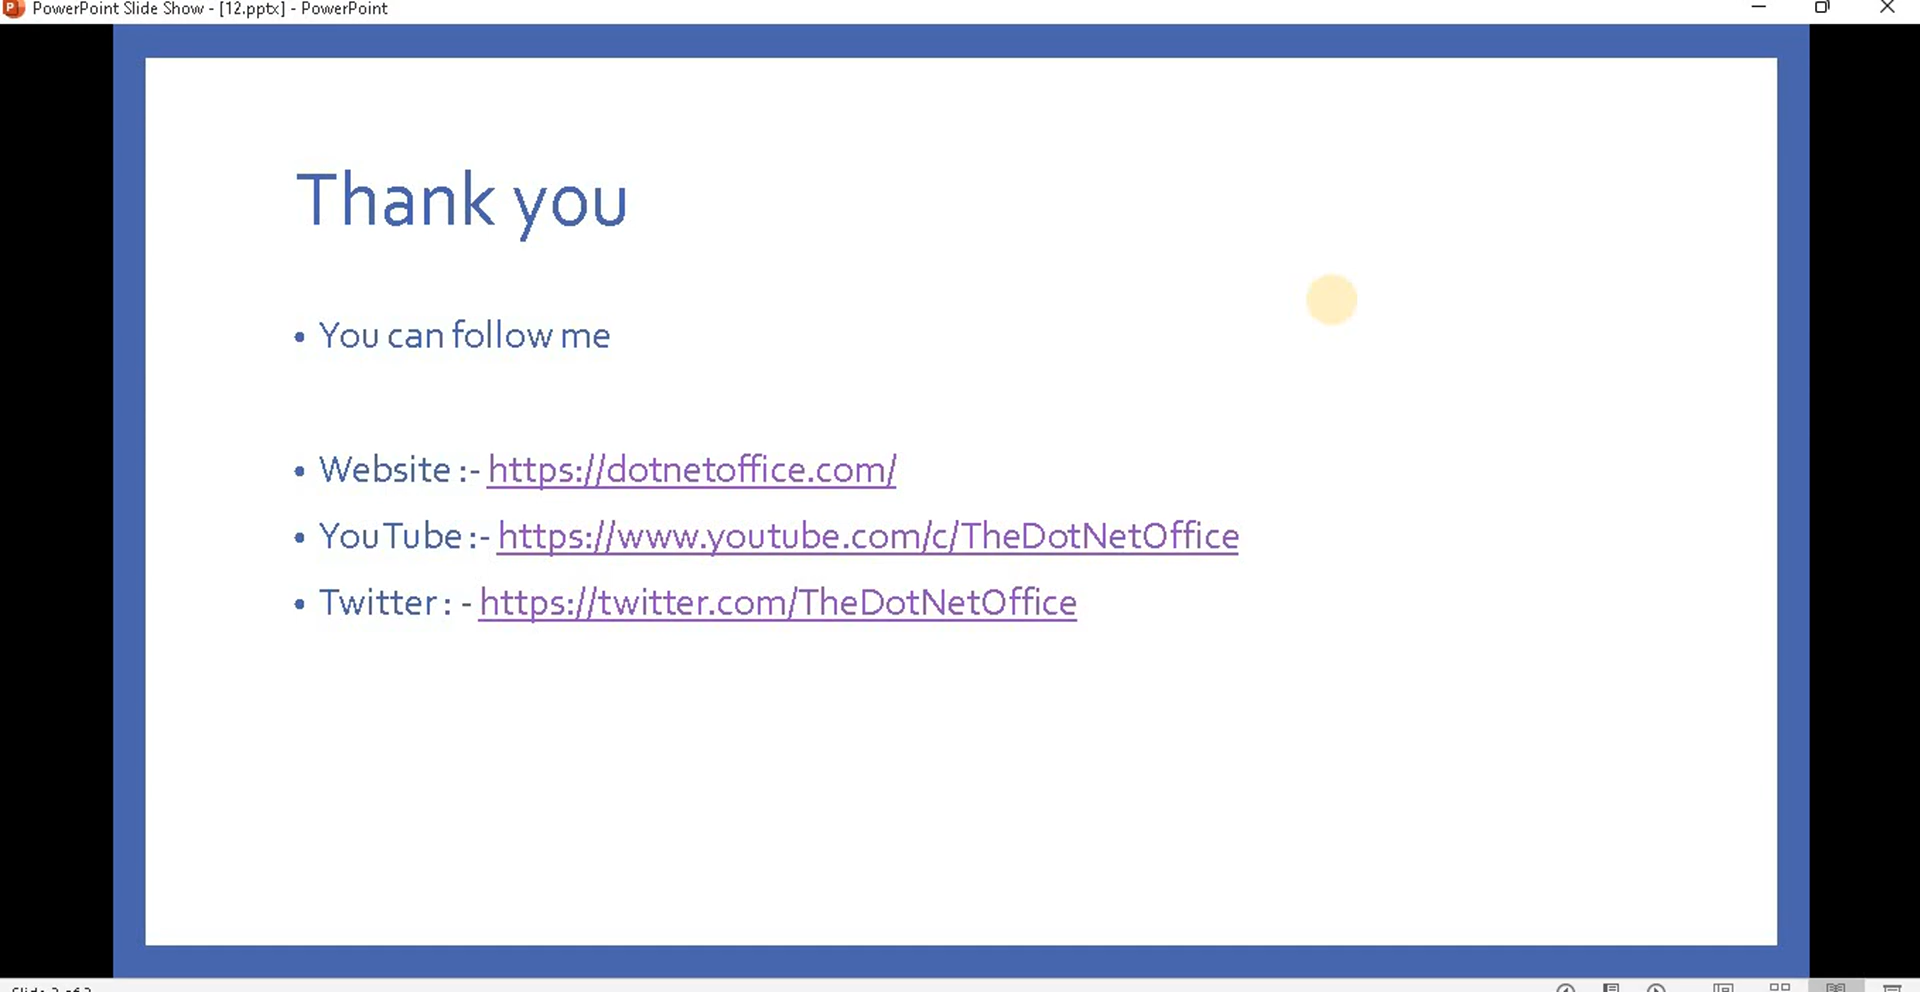 PowerPoint Slide Show - [12.pptx] - PowerPoint
Thank you
• You can follow me
• Website :- https://dotnetoffice.com/
• YouTube :- https://www.youtube.com/c/TheDotNetOffice
• Twitter : - https://twitter.com/TheDotNetOffice